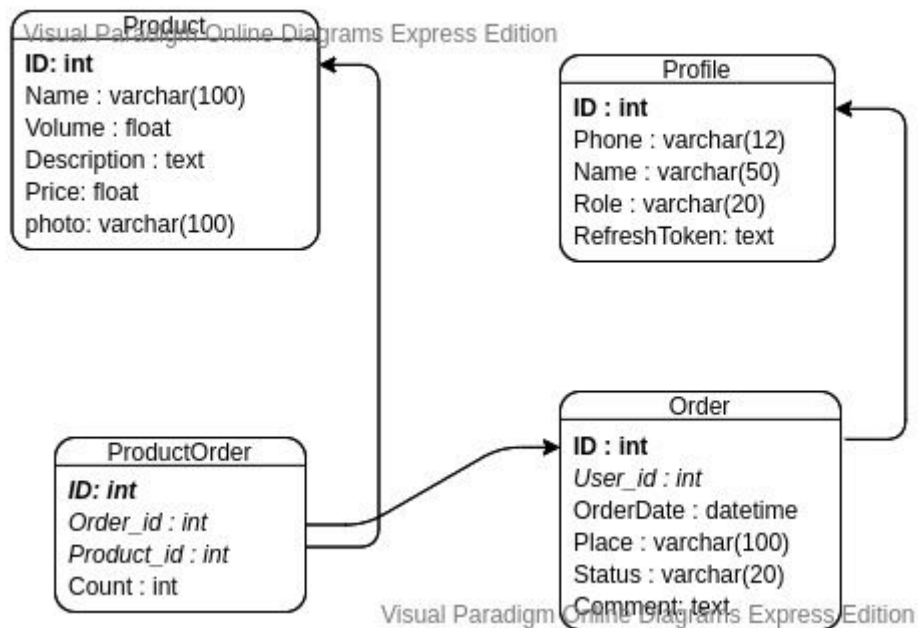 Visual Paradigm Online Diagrams Express Edition
Product
ID: int
Name : varchar(100)
Volume : float
Description : text
Price: float
photo: varchar(100)
Profile
ID : int
Phone : varchar(12)
Name : varchar(50)
Role : varchar(20)
RefreshToken: text
ProductOrder
ID: int
Order_id : int
Product_id : int
Count : int
Order
ID : int
User_id : int
OrderDate : datetime
Place : varchar(100)
Status : varchar(20)
Comment: text
Visual Paradigm Online Diagrams Express Edition